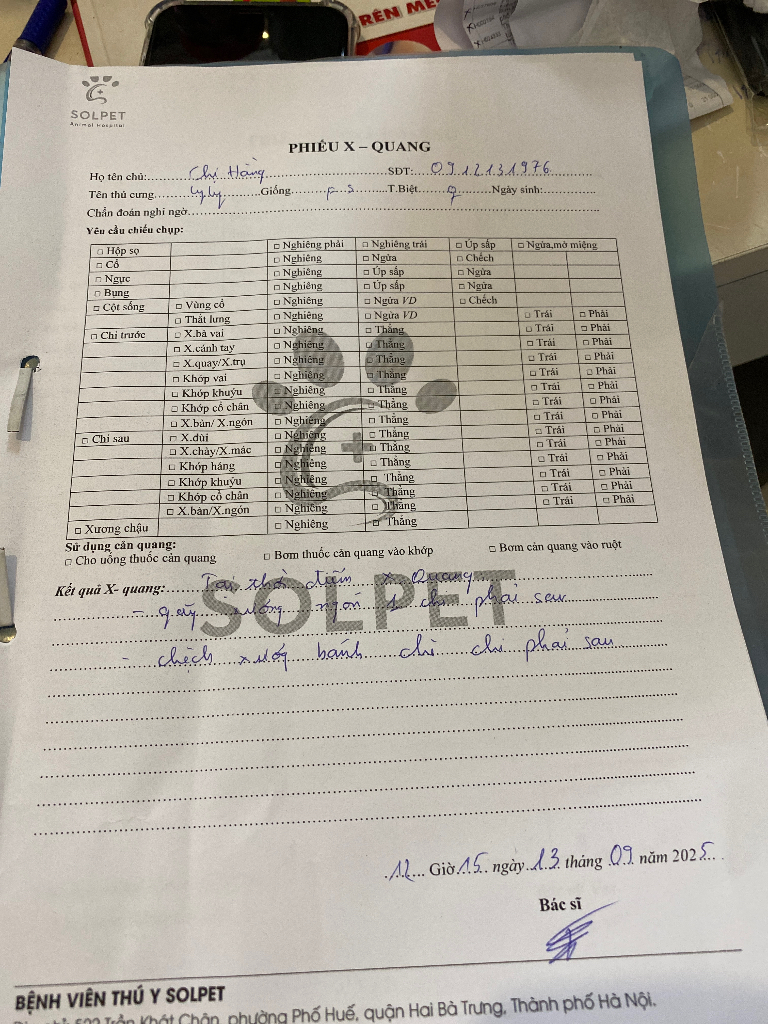 TRÊN MÊ
SOLPET
Animal Hospital
PHIẾU X – QUANG
Họ tên chủ: Chị Hằng SĐT: 0912131976
Tên thú cưng lyly Giống p.s T.Biệt ♀ Ngày sinh:
Chẩn đoán nghi ngờ
Yêu cầu chiếu chụp:
□ Hộp sọ □ Nghiêng phải □ Nghiêng trái □ Úp sấp □ Ngửa,mở miệng
□ Cổ □ Nghiêng □ Ngửa □ Chếch
□ Ngực □ Nghiêng □ Úp sấp □ Ngửa
□ Bụng □ Nghiêng □ Úp sấp □ Ngửa
□ Cột sống □ Vùng cổ □ Nghiêng □ Ngửa VD □ Chếch
□ Thắt lưng □ Nghiêng □ Ngửa VD □ Trái □ Phải
□ Chi trước □ X.bả vai □ Nghiêng □ Thẳng □ Trái □ Phải
□ X.cánh tay □ Nghiêng □ Thẳng □ Trái □ Phải
□ X.quay/X.trụ □ Nghiêng □ Thẳng □ Trái □ Phải
□ Khớp vai □ Nghiêng □ Thẳng □ Trái □ Phải
□ Khớp khuỷu □ Nghiêng □ Thẳng □ Trái □ Phải
□ Khớp cổ chân □ Nghiêng □ Thẳng □ Trái □ Phải
□ X.bàn/ X.ngón □ Nghiêng □ Thẳng □ Trái □ Phải
□ Chi sau □ X.đùi □ Nghiêng □ Thẳng □ Trái □ Phải
□ X.chày/X.mác □ Nghiêng □ Thẳng □ Trái □ Phải
□ Khớp háng □ Nghiêng □ Thẳng □ Trái □ Phải
□ Khớp khuỷu □ Nghiêng □ Thẳng □ Trái □ Phải
□ Khớp cổ chân □ Nghiêng □ Thẳng □ Trái □ Phải
□ X.bàn/X.ngón □ Nghiêng □ Thẳng
□ Xương chậu □ Nghiêng □ Thẳng
Sử dụng cản quang:
□ Cho uống thuốc cản quang □ Bơm thuốc cản quang vào khớp □ Bơm cản quang vào ruột
Kết quả X- quang: Tại thời điểm x Quang
- gãy xương ngón 1 chi phải sau
SOLPET
- chệch xương bánh chè chi phải sau
12 Giờ 15 ngày 13 tháng 09 năm 2025
Bác sĩ
BỆNH VIỆN THÚ Y SOLPET
Trần Khát Chân, phường Phố Huế, quận Hai Bà Trưng, Thành phố Hà Nội.